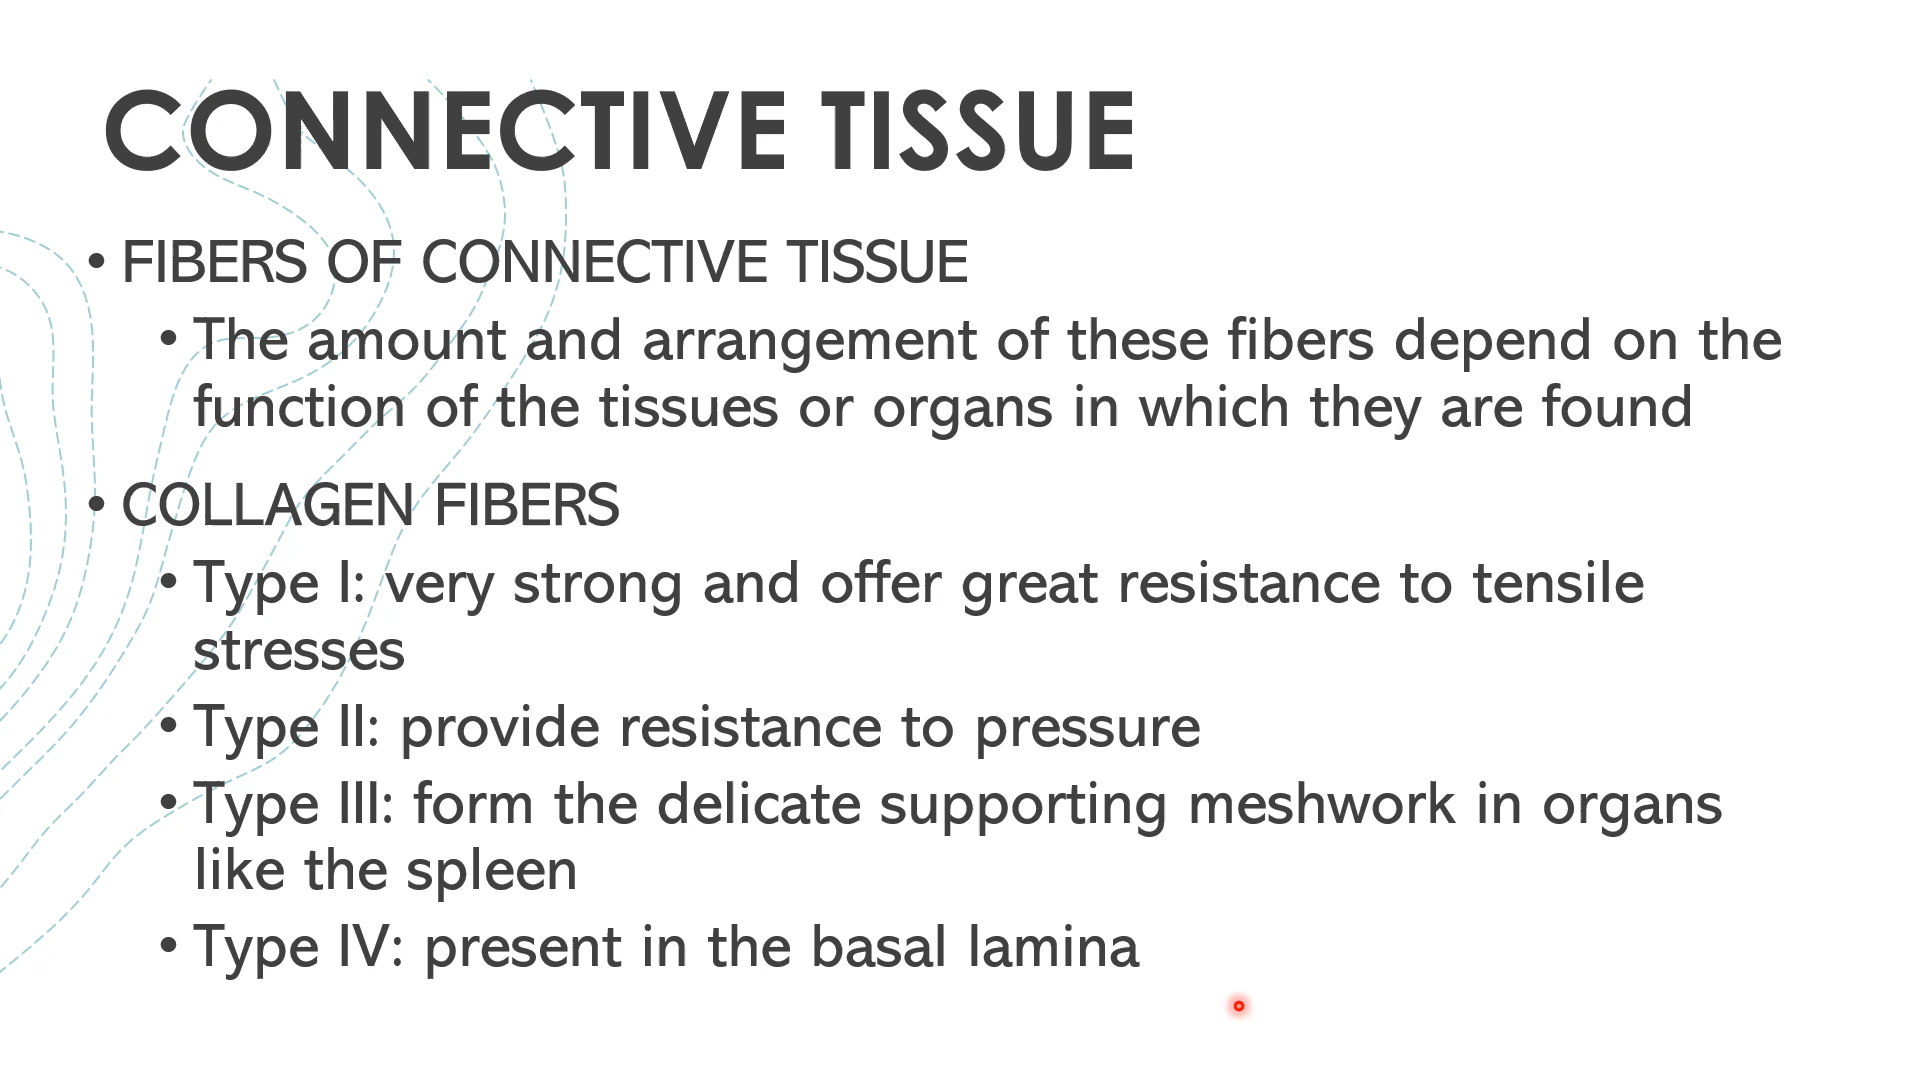 CONNECTIVE TISSUE
• FIBERS OF CONNECTIVE TISSUE
• The amount and arrangement of these fibers depend on the
function of the tissues or organs in which they are found
• COLLAGEN FIBERS
• Type I: very strong and offer great resistance to tensile
stresses
• Type II: provide resistance to pressure
• Type III: form the delicate supporting meshwork in organs
like the spleen
• Type IV: present in the basal lamina